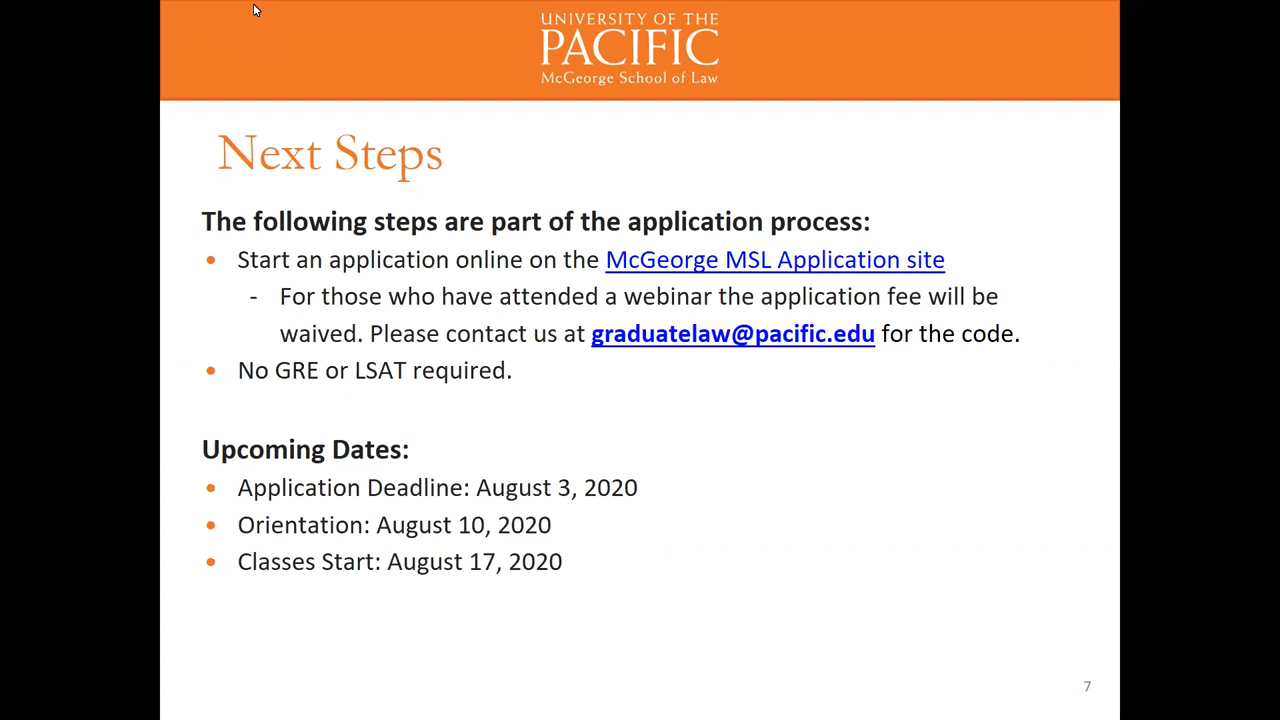 UNIVERSITY OF THE
PACIFIC
McGeorge School of Law
Next Steps
The following steps are part of the application process:
• Start an application online on the McGeorge MSL Application site
- For those who have attended a webinar the application fee will be
waived. Please contact us at graduatelaw@pacific.edu for the code.
• No GRE or LSAT required.
Upcoming Dates:
• Application Deadline: August 3, 2020
• Orientation: August 10, 2020
• Classes Start: August 17, 2020
7